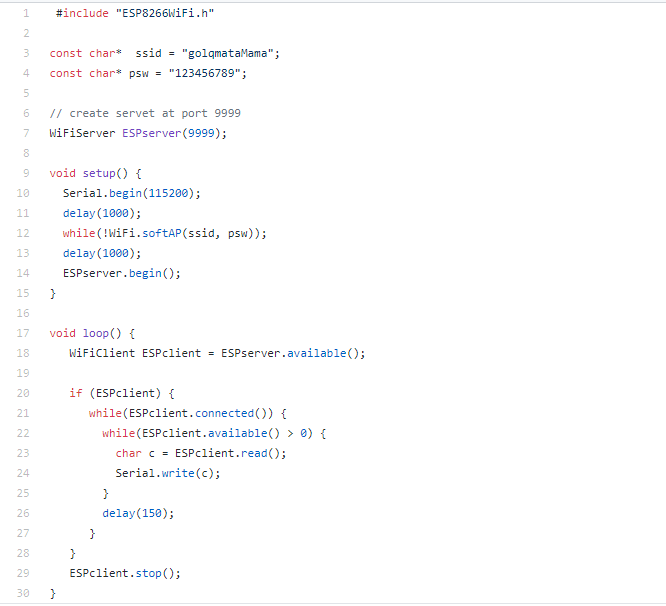 1 #include "ESP8266WiFi.h"
2
3 const char*  ssid = "golqmataMama";
4 const char* psw = "123456789";
5
6 // create servet at port 9999
7 WiFiServer ESPserver(9999);
8
9 void setup() {
10 Serial.begin(115200);
11 delay(1000);
12 while(!WiFi.softAP(ssid, psw));
13 delay(1000);
14 ESPserver.begin();
15 }
16
17 void loop() {
18 WiFiClient ESPclient = ESPserver.available();
19
20 if (ESPclient) {
21 while(ESPclient.connected()) {
22 while(ESPclient.available() > 0) {
23 char c = ESPclient.read();
24 Serial.write(c);
25 }
26 delay(150);
27 }
28 }
29 ESPclient.stop();
30 }